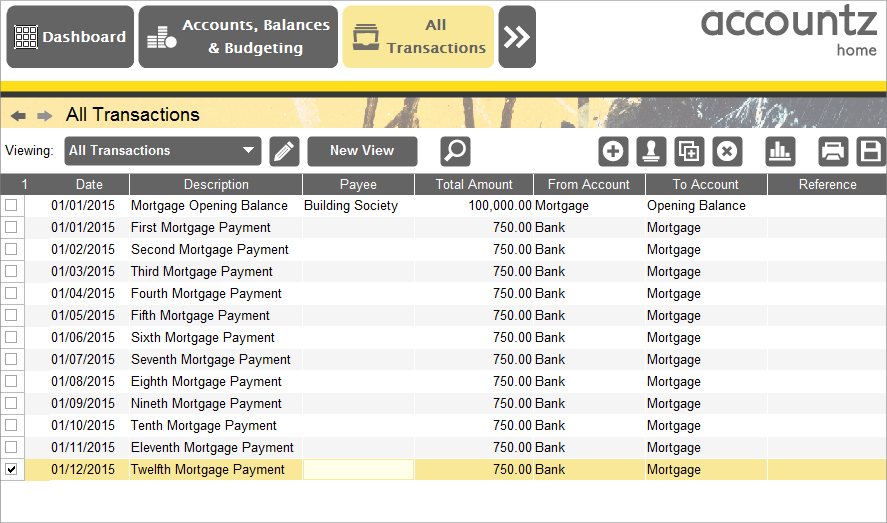 Dashboard
Accounts, Balances
& Budgeting
All
Transactions
accountz
home
All Transactions
Viewing:
All Transactions
New View
1 Date Description Payee Total Amount From Account To Account Reference
01/01/2015 Mortgage Opening Balance Building Society 100,000.00 Mortgage Opening Balance
01/01/2015 First Mortgage Payment 750.00 Bank Mortgage
01/02/2015 Second Mortgage Payment 750.00 Bank Mortgage
01/03/2015 Third Mortgage Payment 750.00 Bank Mortgage
01/04/2015 Fourth Mortgage Payment 750.00 Bank Mortgage
01/05/2015 Fifth Mortgage Payment 750.00 Bank Mortgage
01/06/2015 Sixth Mortgage Payment 750.00 Bank Mortgage
01/07/2015 Seventh Mortgage Payment 750.00 Bank Mortgage
01/08/2015 Eighth Mortgage Payment 750.00 Bank Mortgage
01/09/2015 Nineth Mortgage Payment 750.00 Bank Mortgage
01/10/2015 Tenth Mortgage Payment 750.00 Bank Mortgage
01/11/2015 Eleventh Mortgage Payment 750.00 Bank Mortgage
01/12/2015 Twelfth Mortgage Payment 750.00 Bank Mortgage